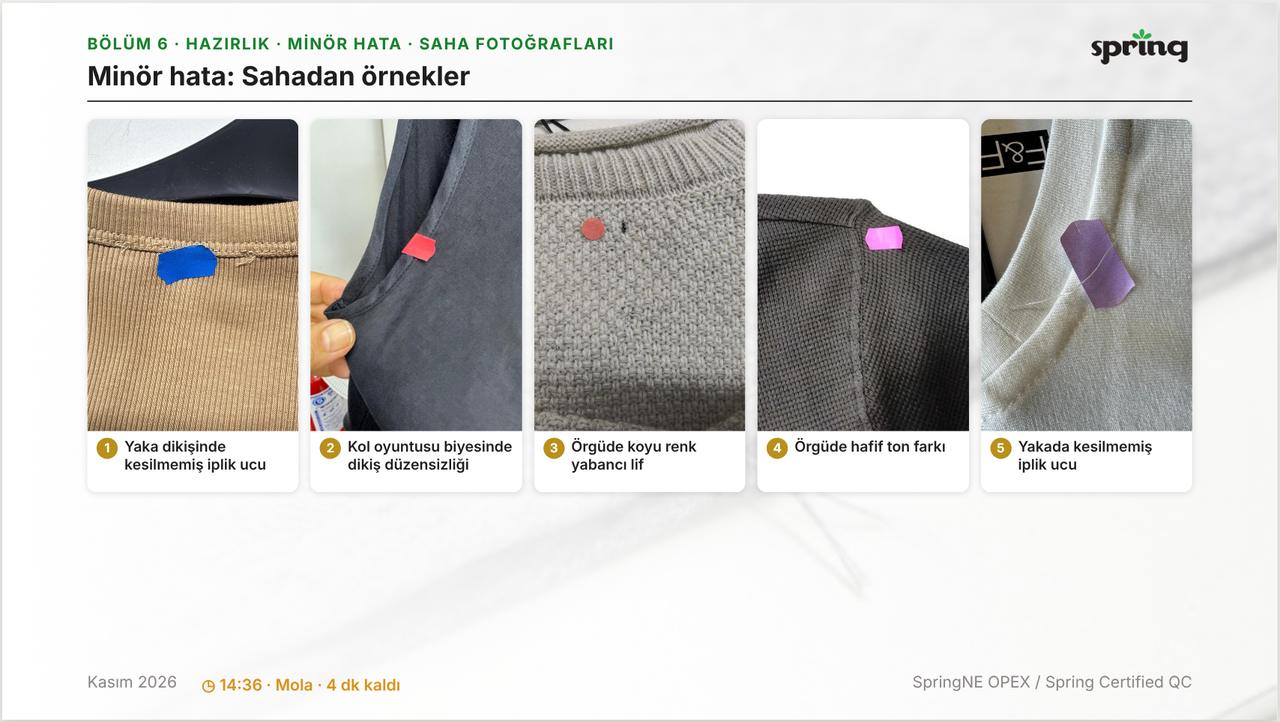 BÖLÜM 6 · HAZIRLIK · MİNÖR HATA · SAHA FOTOĞRAFLARI
spring
Minör hata: Sahadan örnekler
F&F
1 Yaka dikişinde
kesilmemiş iplik ucu
2 Kol oyuntusu biyesinde
dikiş düzensizliği
3 Örgüde koyu renk
yabancı lif
4 Örgüde hafif ton farkı
5 Yakada kesilmemiş
iplik ucu
Kasım 2026
14:36 · Mola · 4 dk kaldı
SpringNE OPEX / Spring Certified QC